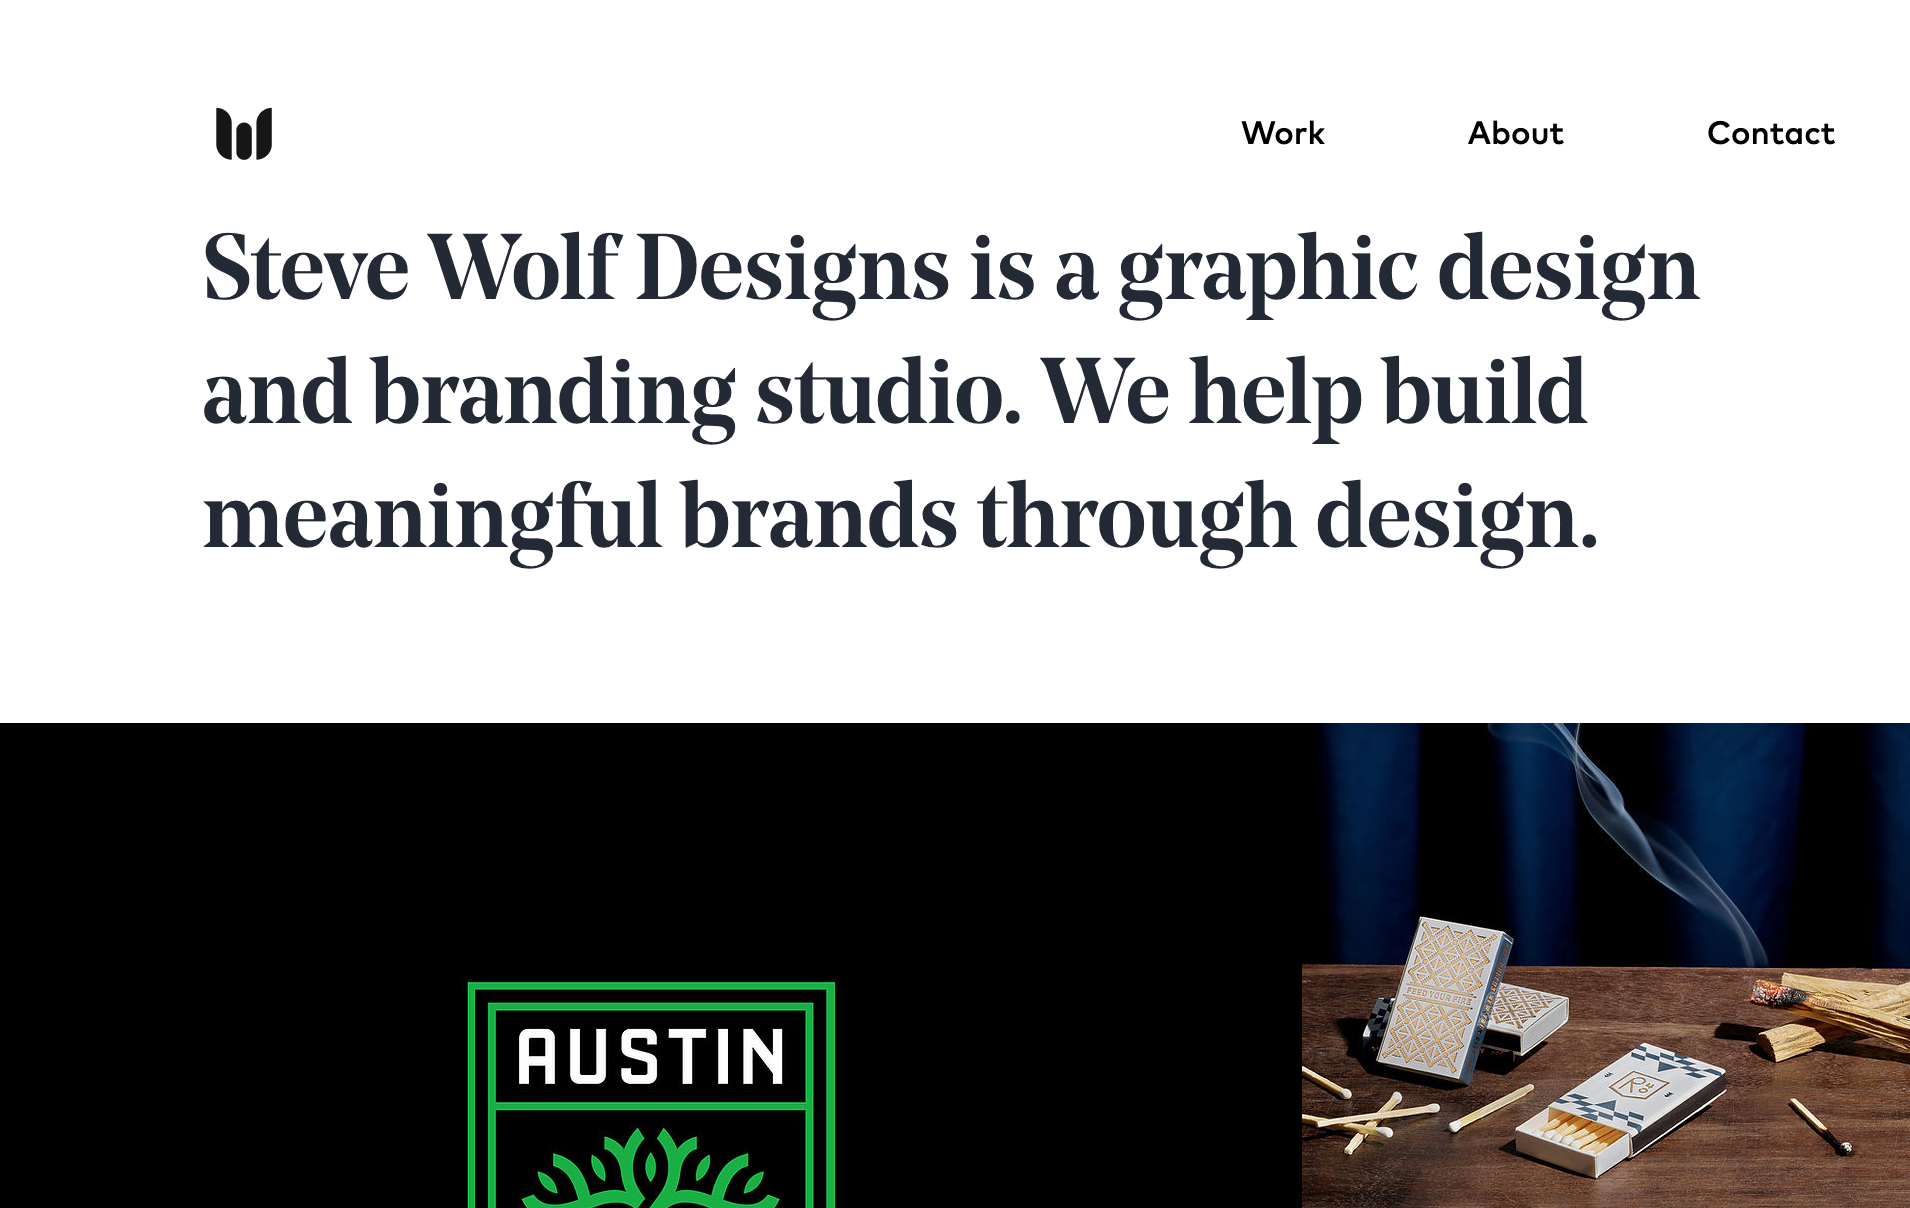 Work About Contact
Steve Wolf Designs is a graphic design
and branding studio. We help build
meaningful brands through design.
AUSTIN
FEED YOUR FIRE